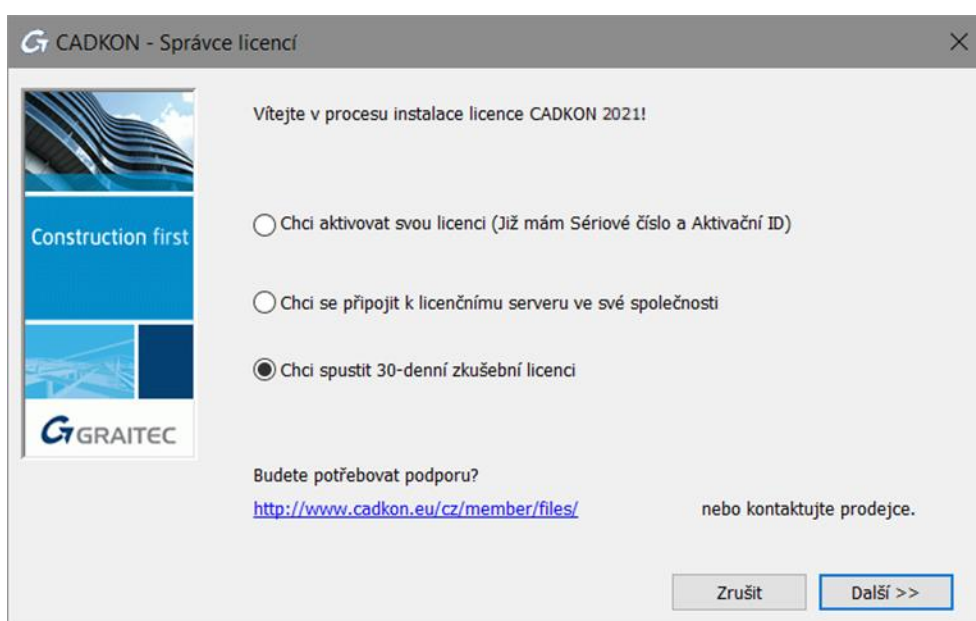 CADKON - Správce licencí
Vítejte v procesu instalace licence CADKON 2021!
Construction first
Chci aktivovat svou licenci (Již mám Sériové číslo a Aktivační ID)
Chci se připojit k licenčnímu serveru ve své společnosti
Chci spustit 30-denní zkušební licenci
GRAITEC
Budete potřebovat podporu?
http://www.cadkon.eu/cz/member/files/ nebo kontaktujte prodejce.
Zrušit Další >>